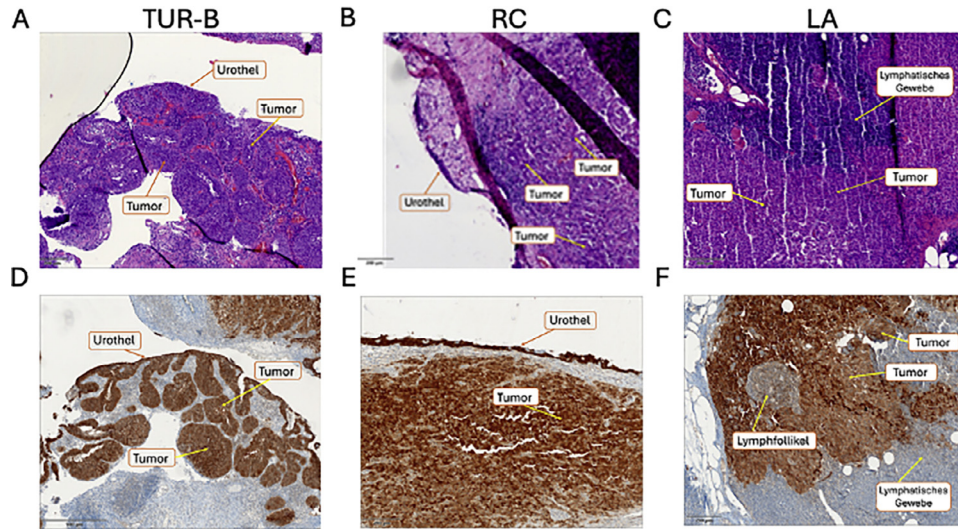 A TUR-B
B RC
C LA
Urothel
Tumor
Tumor
Urothel
Tumor
Tumor
Tumor
Lymphatisches
Gewebe
Tumor
Tumor
D
E
F
Urothel
Tumor
Tumor
Urothel
Tumor
Tumor
Tumor
Lymphfollikel
Lymphatisches
Gewebe